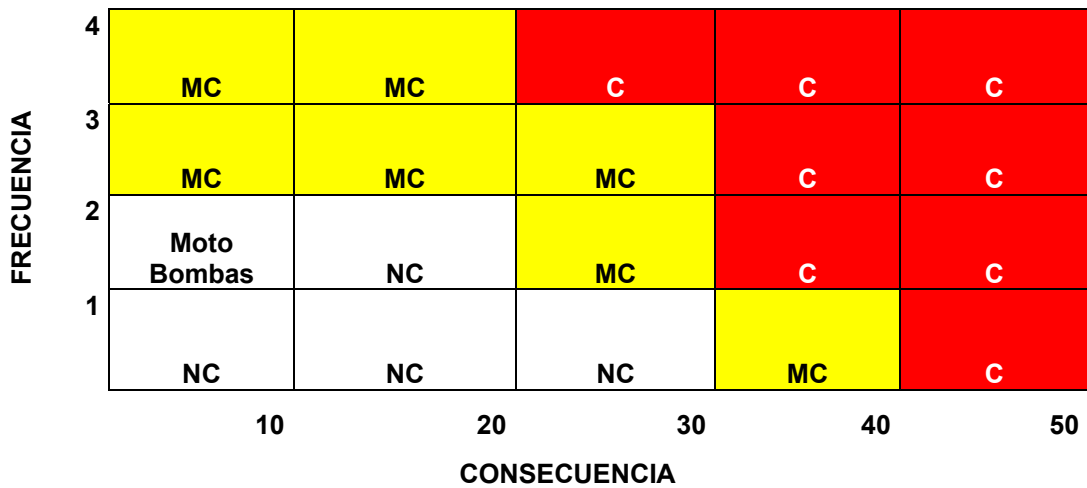 4
MC MC C C C
FRECUENCIA
3
MC MC MC C C
2
Moto
Bombas NC MC C C
1
NC NC NC MC C
10 20 30 40 50
CONSECUENCIA